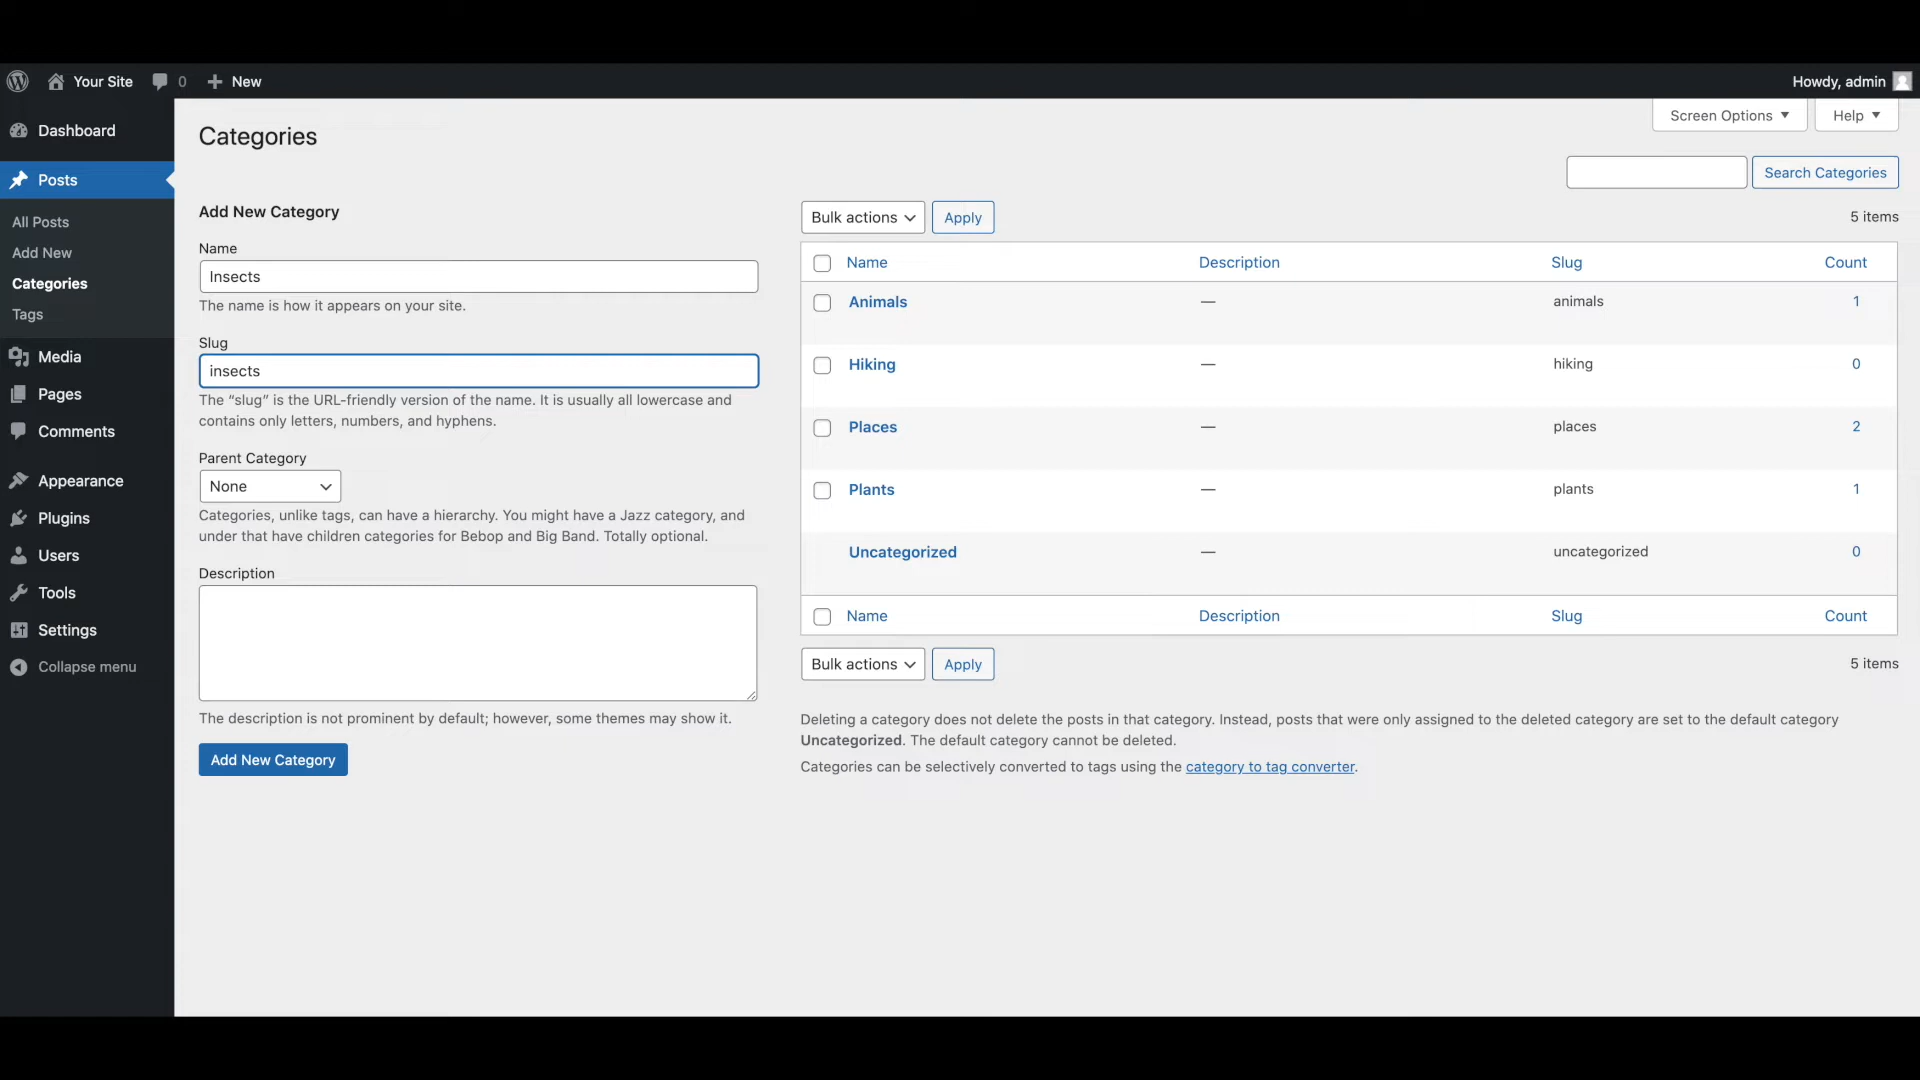 Your Site 0 New Howdy, admin
Dashboard
Posts
All Posts
Add New
Categories
Tags
Media
Pages
Comments
Appearance
Plugins
Users
Tools
Settings
Collapse menu
Screen Options Help
Categories
Search Categories
Add New Category
Name
Insects
The name is how it appears on your site.
Slug
insects
The “slug” is the URL-friendly version of the name. It is usually all lowercase and
contains only letters, numbers, and hyphens.
Parent Category
None
Categories, unlike tags, can have a hierarchy. You might have a Jazz category, and
under that have children categories for Bebop and Big Band. Totally optional.
Description
The description is not prominent by default; however, some themes may show it.
Add New Category
Bulk actions Apply 5 items
Name Description Slug Count
Animals — animals 1
Hiking — hiking 0
Places — places 2
Plants — plants 1
Uncategorized — uncategorized 0
Name Description Slug Count
Bulk actions Apply 5 items
Deleting a category does not delete the posts in that category. Instead, posts that were only assigned to the deleted category are set to the default category
Uncategorized. The default category cannot be deleted.
Categories can be selectively converted to tags using the category to tag converter.